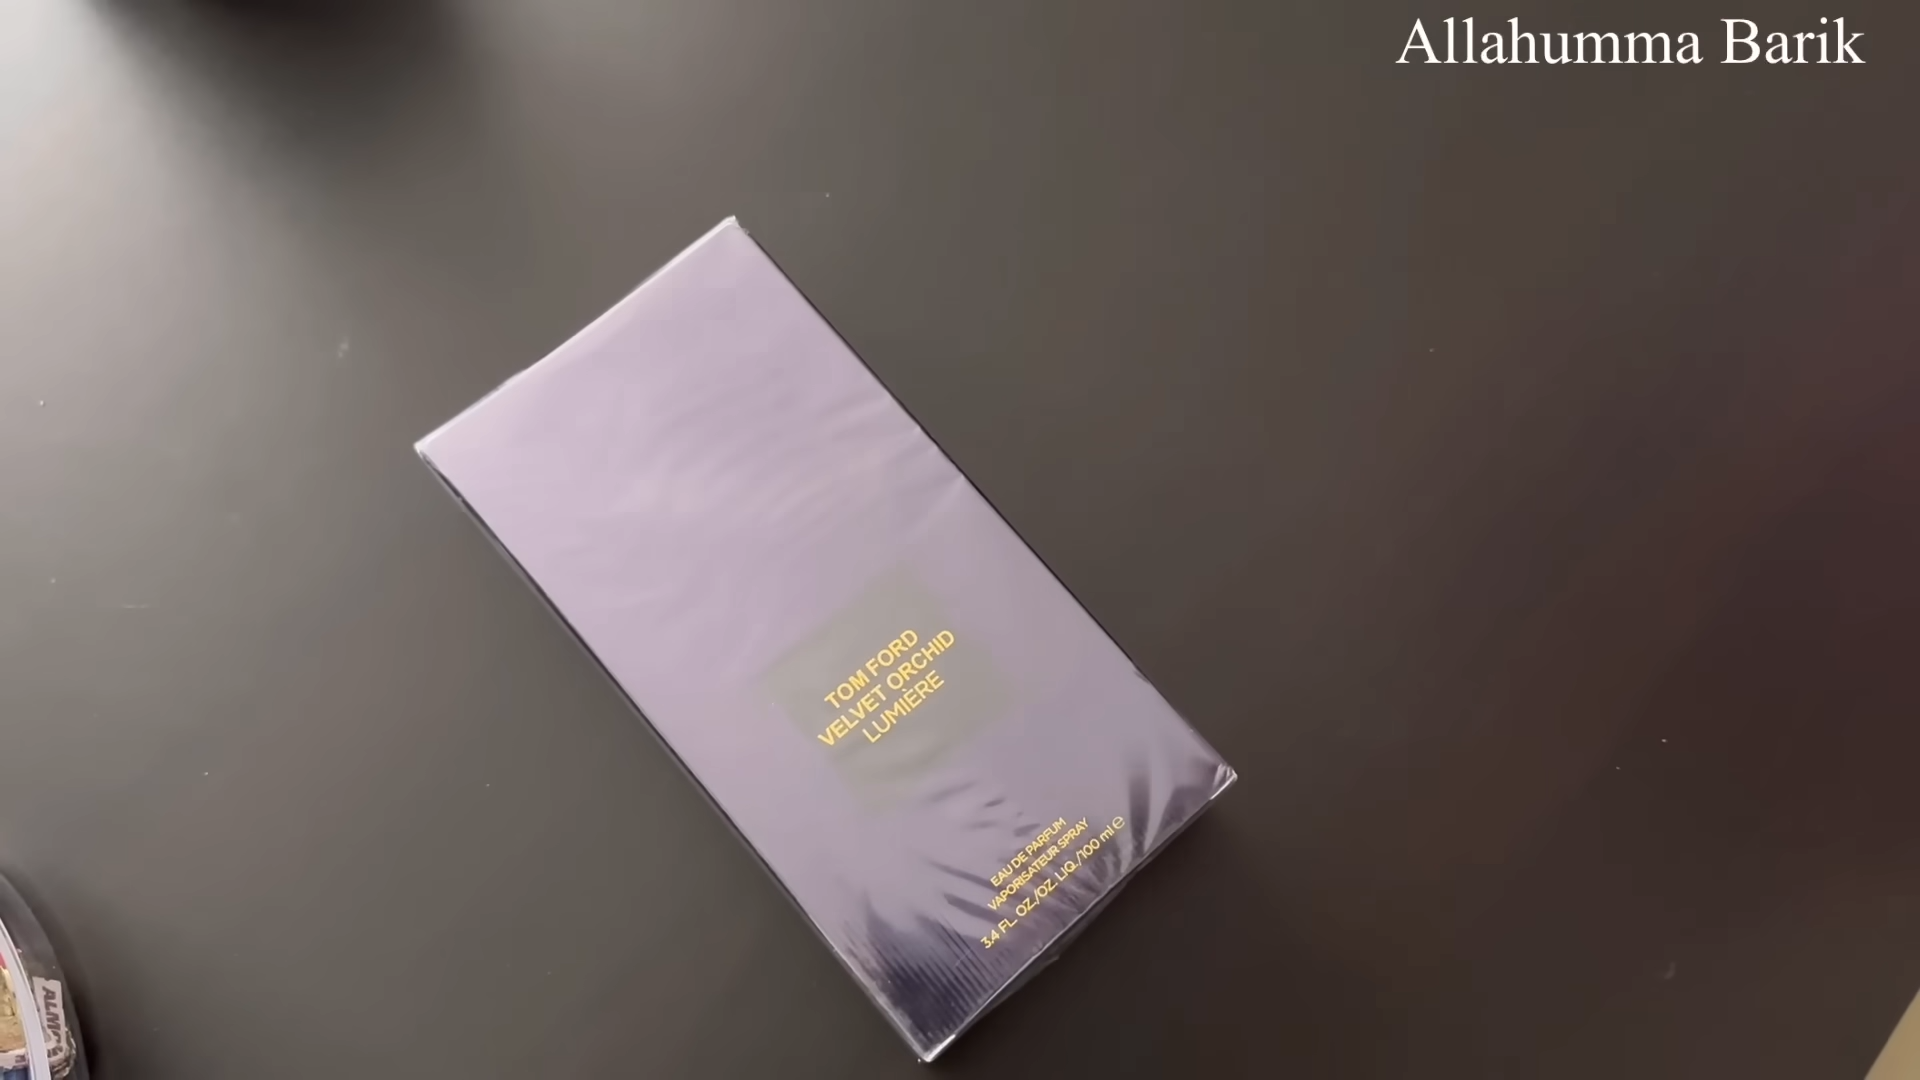 Allahumma Barik
TOM FORD
VELVET ORCHID
LUMIÈRE
EAU DE PARFUM
VAPORISATEUR SPRAY
3.4 FL. OZ./OZ. LIQ./100 ml ℮